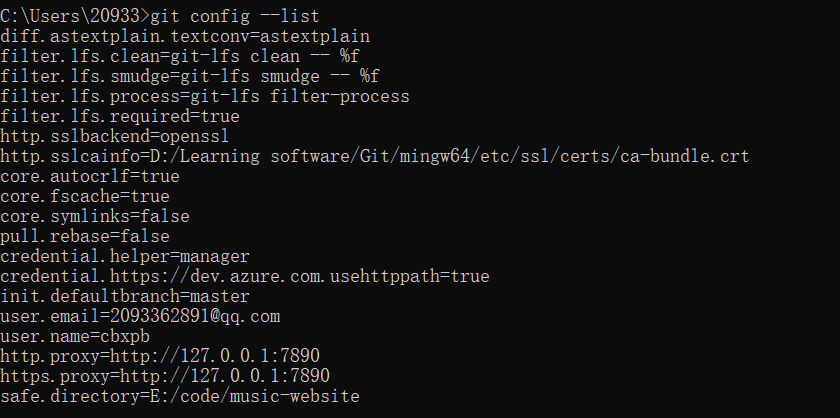 C:\Users\20933>git config --list
diff.astextplain.textconv=astextplain
filter.lfs.clean=git-lfs clean -- %f
filter.lfs.smudge=git-lfs smudge -- %f
filter.lfs.process=git-lfs filter-process
filter.lfs.required=true
http.sslbackend=openssl
http.sslcainfo=D:/Learning software/Git/mingw64/etc/ssl/certs/ca-bundle.crt
core.autocrlf=true
core.fscache=true
core.symlinks=false
pull.rebase=false
credential.helper=manager
credential.https://dev.azure.com.usehttppath=true
init.defaultbranch=master
user.email=2093362891@qq.com
user.name=cbxpb
http.proxy=http://127.0.0.1:7890
https.proxy=http://127.0.0.1:7890
safe.directory=E:/code/music-website